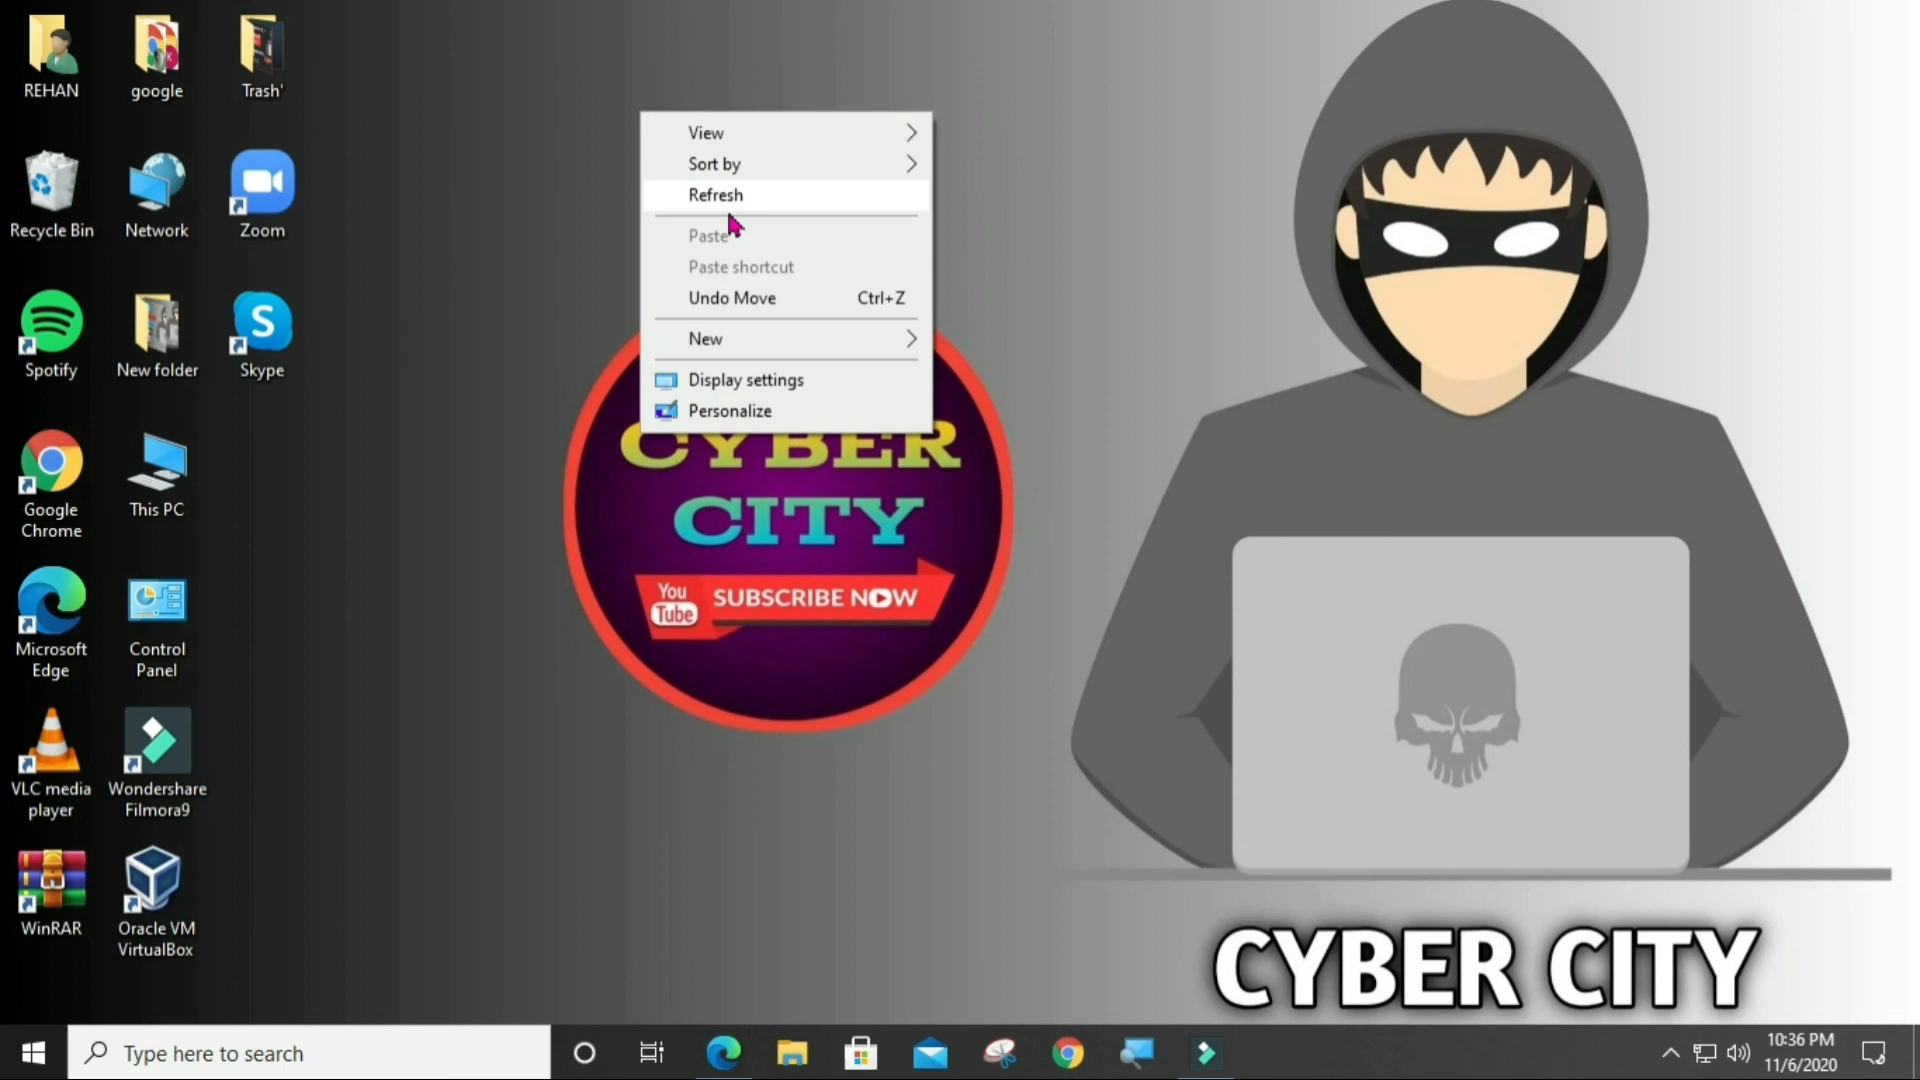 REHAN
google
Trash'
Recycle Bin
Network
Zoom
Spotify
New folder
Skype
Google
Chrome
This PC
Microsoft
Edge
Control
Panel
VLC media
player
Wondershare
Filmora9
WinRAR
Oracle VM
VirtualBox
View
Sort by
Refresh
Paste
Paste shortcut
Undo Move Ctrl+Z
New
Display settings
Personalize
CYBER
CITY
You
Tube
SUBSCRIBE NOW
CYBER CITY
Type here to search
10:36 PM
11/6/2020